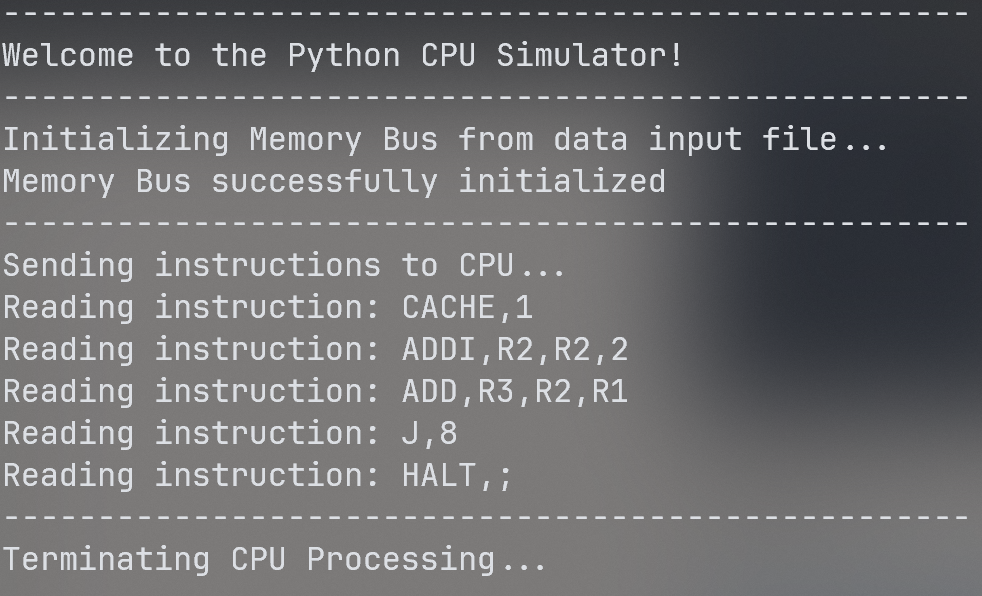 ---------------------------------------------------
Welcome to the Python CPU Simulator!
---------------------------------------------------
Initializing Memory Bus from data input file...
Memory Bus successfully initialized
---------------------------------------------------
Sending instructions to CPU...
Reading instruction: CACHE,1
Reading instruction: ADDI,R2,R2,2
Reading instruction: ADD,R3,R2,R1
Reading instruction: J,8
Reading instruction: HALT,;
---------------------------------------------------
Terminating CPU Processing...